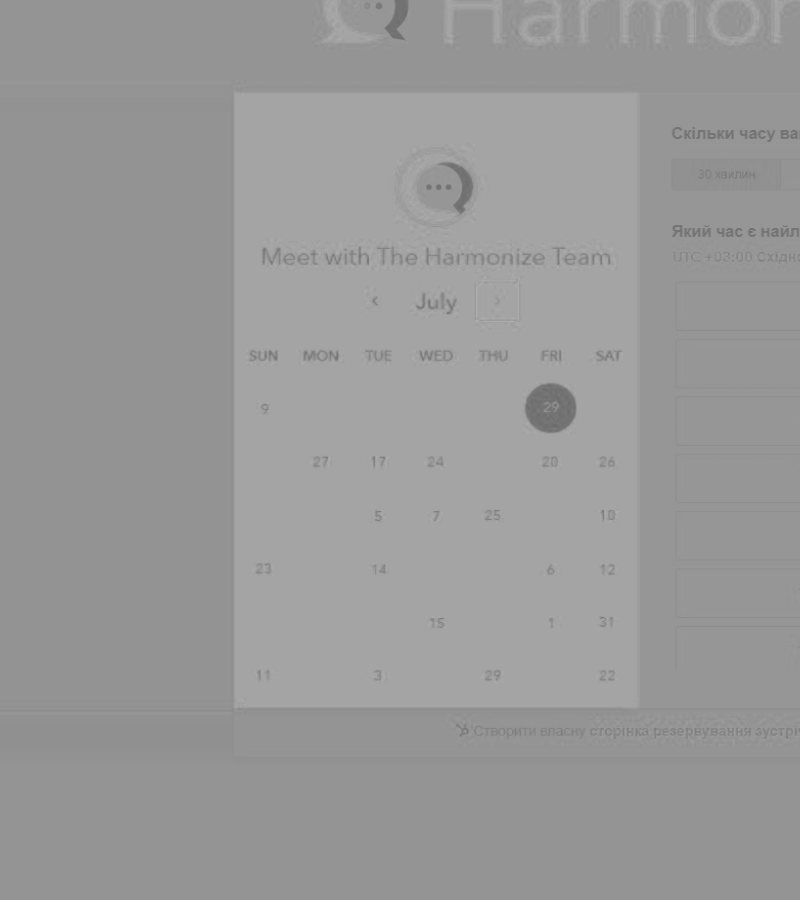 Harmon
Meet with The Harmonize Team
‹ July ›
SUN MON TUE WED THU FRI SAT
9 29
27 17 24 20 26
5 7 25 10
23 14 6 12
15 1 31
11 3 29 22
Скільки часу ва
30 хвилин
Який час є найл
UTC +03:00 Східно
Створити власну сторінка резервування зустріч